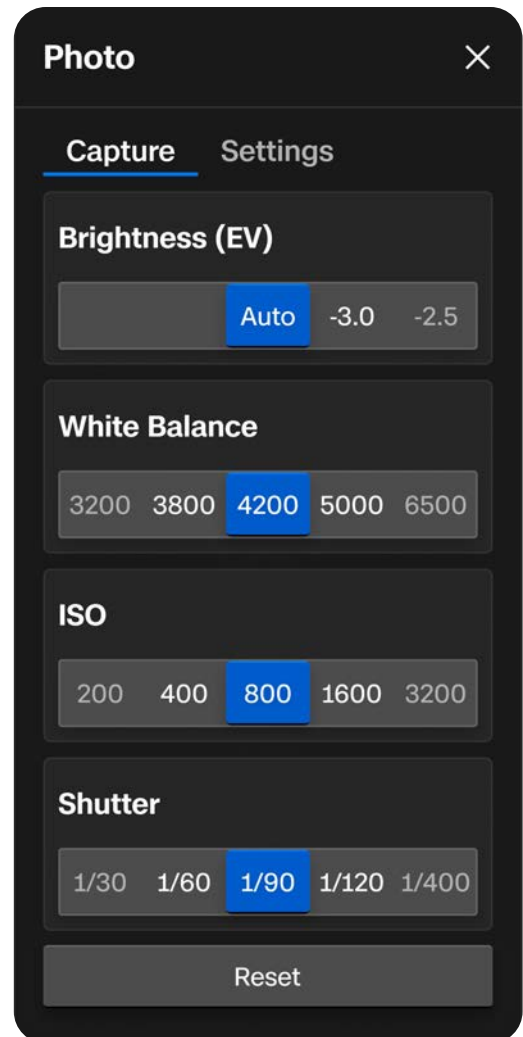 Photo
Capture Settings
Brightness (EV)
Auto -3.0 -2.5
White Balance
3200 3800 4200 5000 6500
ISO
200 400 800 1600 3200
Shutter
1/30 1/60 1/90 1/120 1/400
Reset